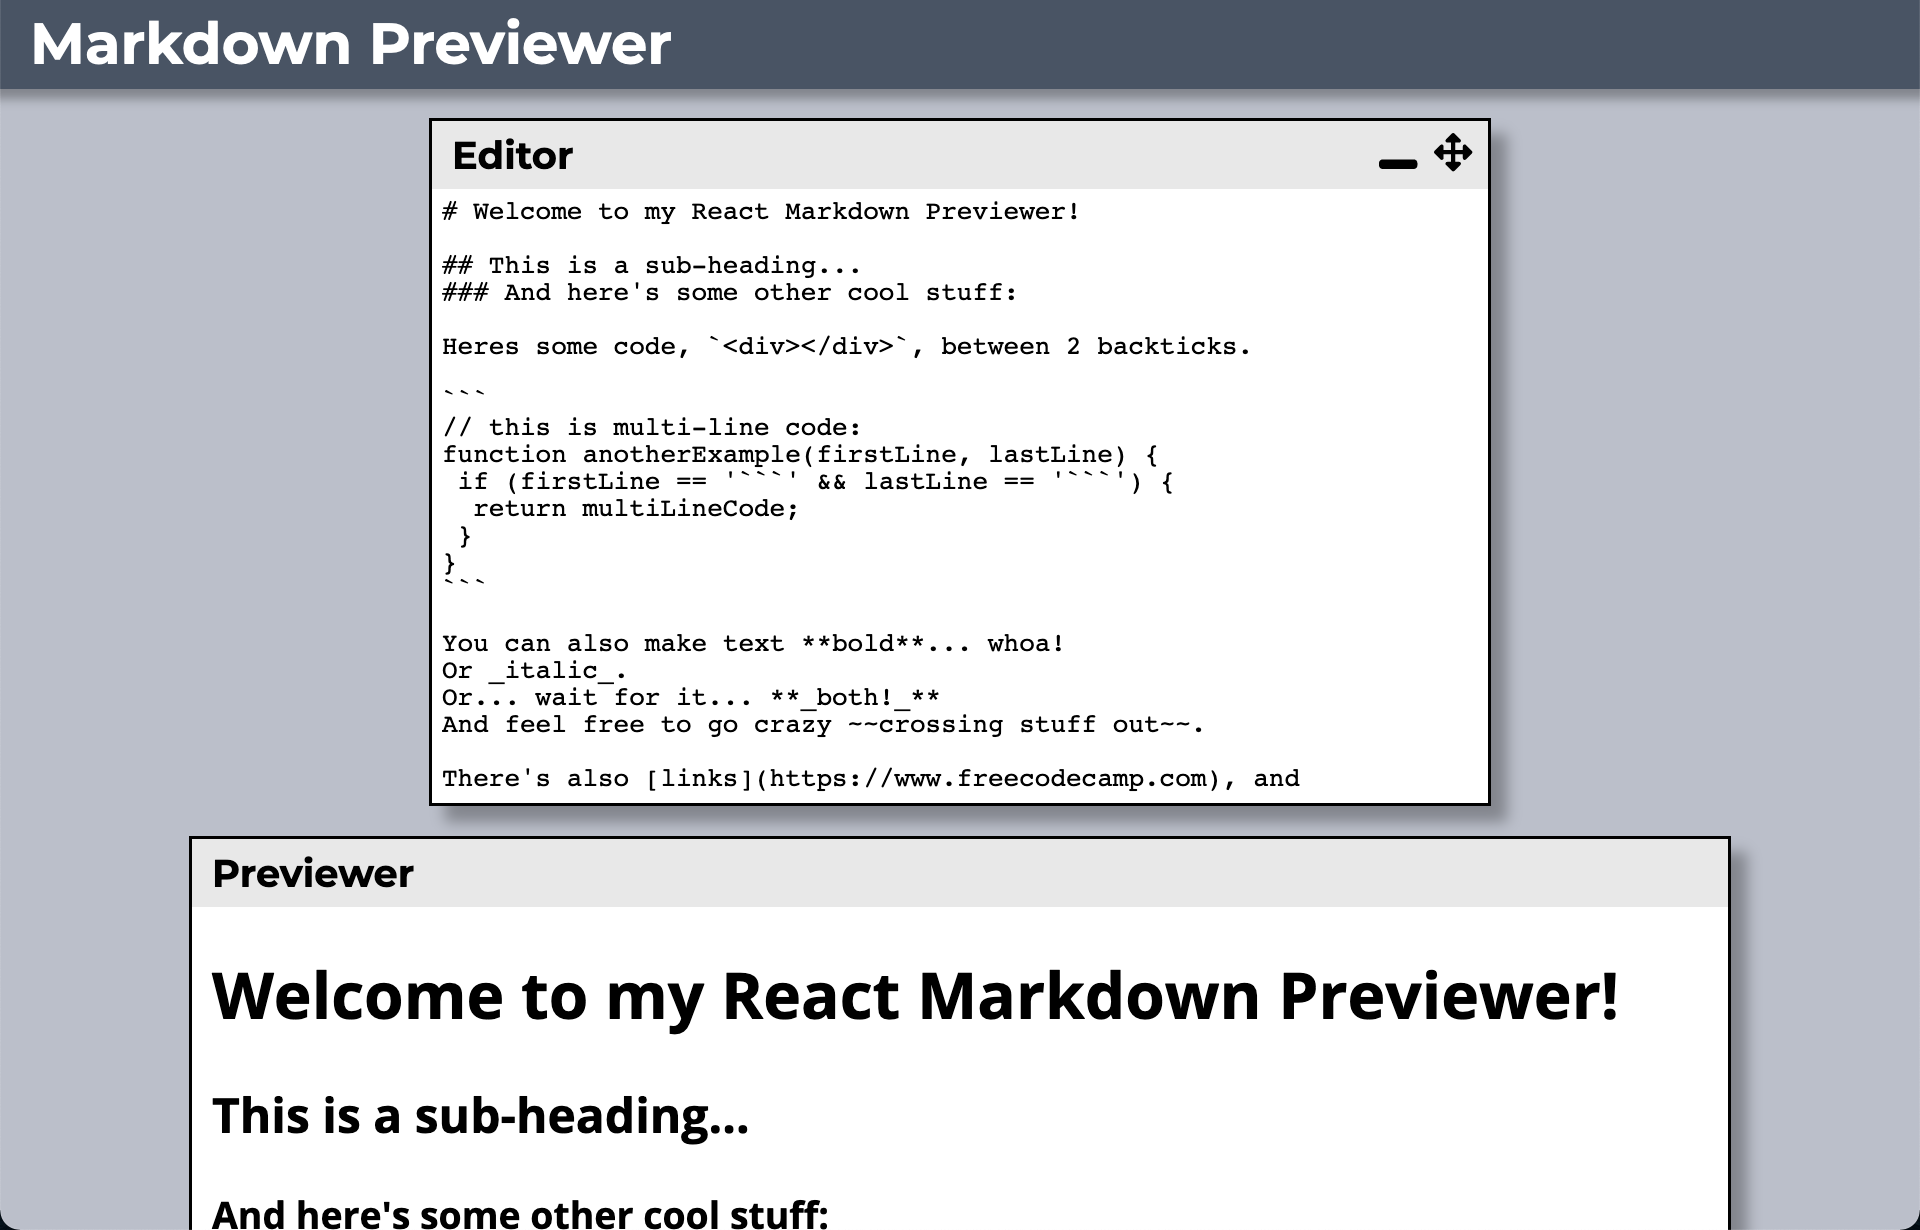 Markdown Previewer
Editor
# Welcome to my React Markdown Previewer!
## This is a sub-heading...
### And here's some other cool stuff:
Heres some code, `<div></div>`, between 2 backticks.
```
// this is multi-line code:
function anotherExample(firstLine, lastLine) {
 if (firstLine == '```' && lastLine == '```') {
  return multiLineCode;
 }
}
```
You can also make text **bold**... whoa!
Or _italic_.
Or... wait for it... **_both!_**
And feel free to go crazy ~~crossing stuff out~~.
There's also [links](https://www.freecodecamp.com), and
Previewer
Welcome to my React Markdown Previewer!
This is a sub-heading...
And here's some other cool stuff: